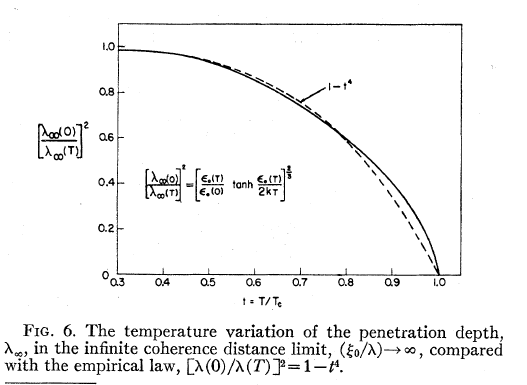 1.0
0.8
0.6
0.4
0.2
0
[λ∞(0)/λ∞(T)]²
1-t⁴
[λ∞(0)/λ∞(T)]² = [ϵ₀(T)/ϵ₀(0) tanh ϵ₀(T)/2kT]^{2/3}
0.3 0.4 0.5 0.6 0.7 0.8 0.9 1.0
t = T/Tc
FIG. 6. The temperature variation of the penetration depth,
λ∞, in the infinite coherence distance limit, (ξ₀/λ)→∞, compared
with the empirical law, [λ(0)/λ(T)]²=1−t⁴.